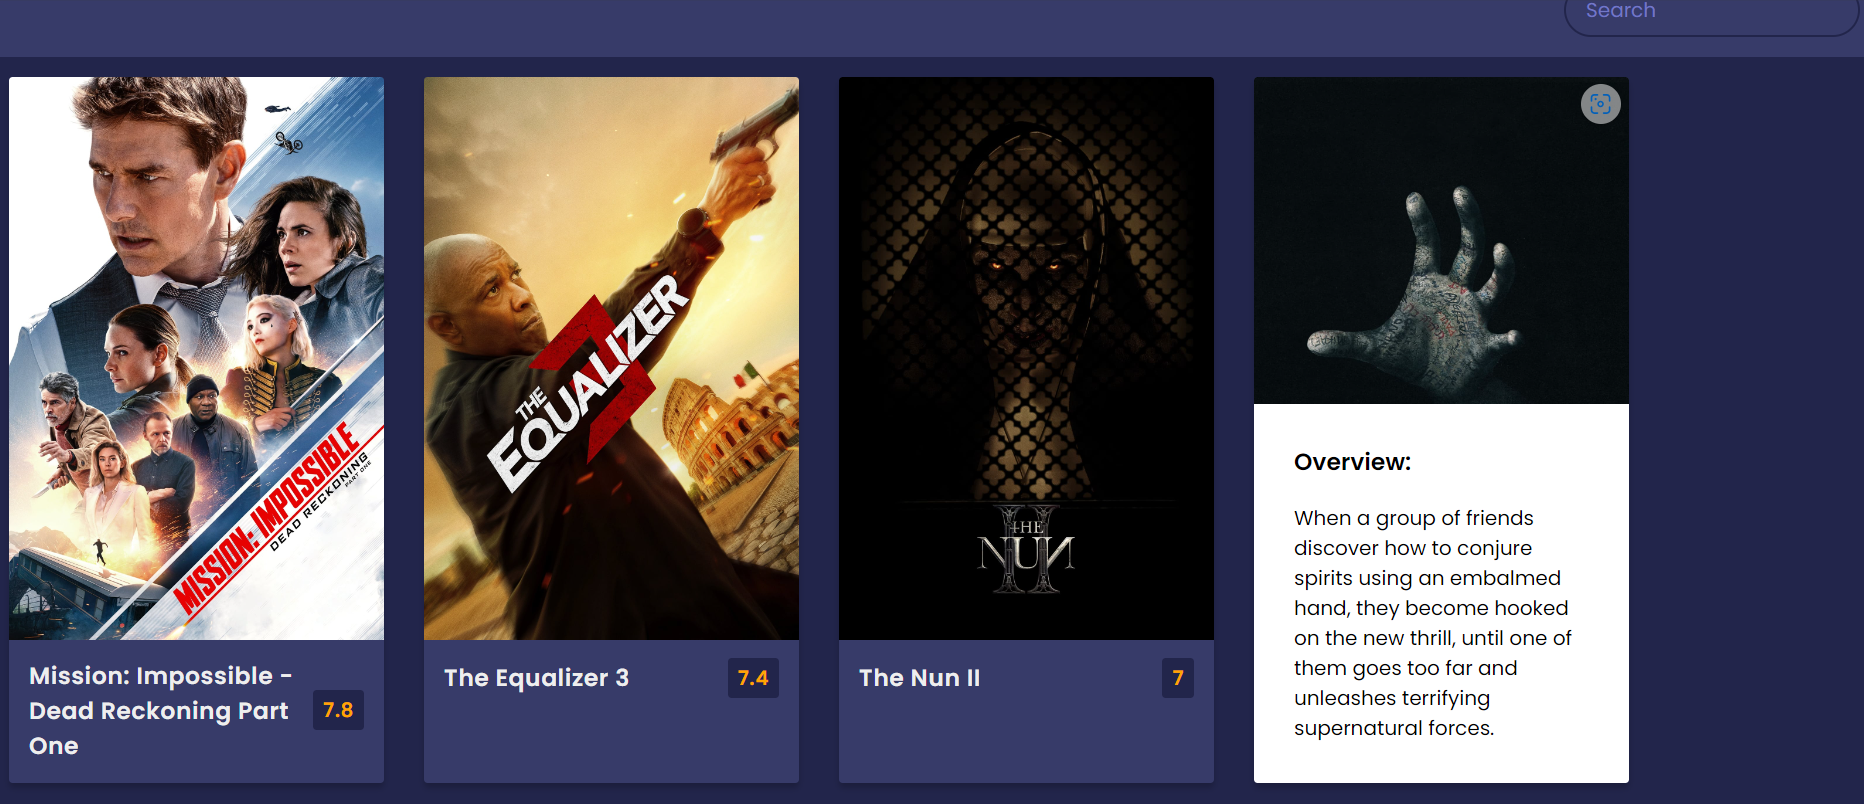 Search
MISSION: IMPOSSIBLE
DEAD RECKONING
PART ONE
THE
EQUALIZER
3
THE
NUN
II
Mission: Impossible -
Dead Reckoning Part
One
7.8
The Equalizer 3
7.4
The Nun II
7
Overview:
When a group of friends
discover how to conjure
spirits using an embalmed
hand, they become hooked
on the new thrill, until one of
them goes too far and
unleashes terrifying
supernatural forces.